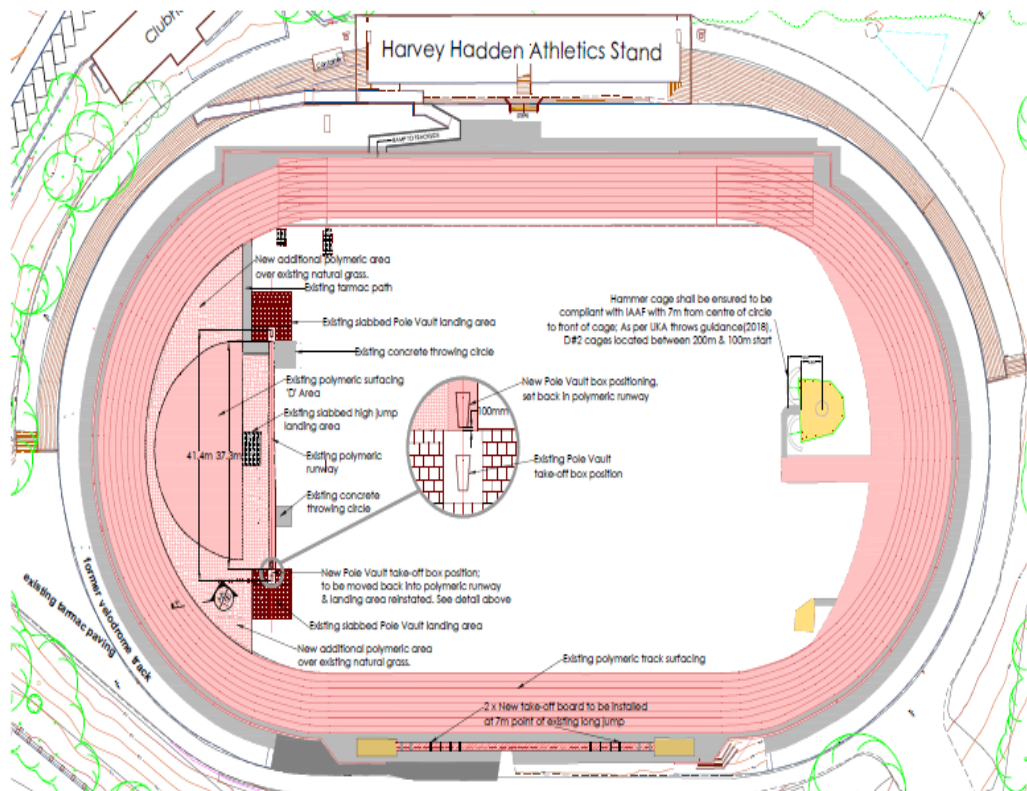 Harvey Hadden Athletics Stand
RAMP TO TRACKSIDE
New additional polymeric area
over existing natural grass.
Existing tarmac path
Existing slabbed Pole Vault landing area
Existing concrete throwing circle
Existing polymeric surfacing
'D' Area
Existing slabbed high jump
landing area
41.4m 37.3m
Existing polymeric
runway
Existing concrete
throwing circle
New Pole Vault box positioning,
set back in polymeric runway
100mm
Existing Pole Vault
take-off box position
Hammer cage shall be ensured to be
compliant with IAAF with 7m from centre of circle
to front of cage; As per UKA throws guidance(2018),
D#2 cages located between 200m & 100m start
New Pole Vault take-off box position;
to be moved back into polymeric runway
& landing area reinstated. See detail above
Existing slabbed Pole Vault landing area
New additional polymeric area
over existing natural grass.
former velodrome track
existing tarmac paving
Existing polymeric track surfacing
2 x New take-off board to be installed
at 7m point of existing long jump